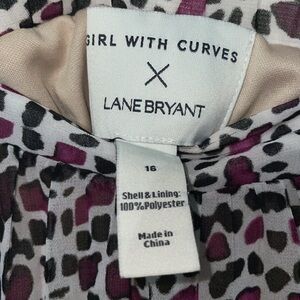 GIRL WITH CURVES
X
LANE BRYANT
16
Shell & Lining:
100% Polyester
Made in
China